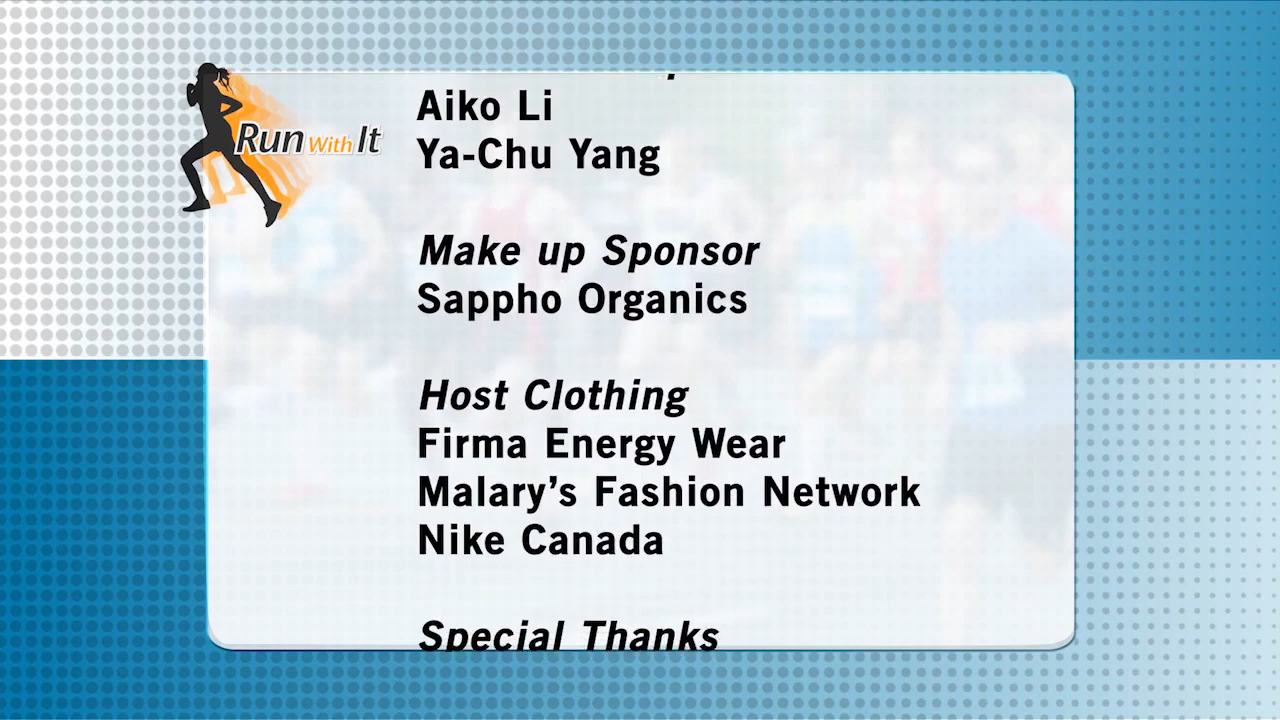 Run With It
Aiko Li
Ya-Chu Yang
Make up Sponsor
Sappho Organics
Host Clothing
Firma Energy Wear
Malary's Fashion Network
Nike Canada
Special Thanks